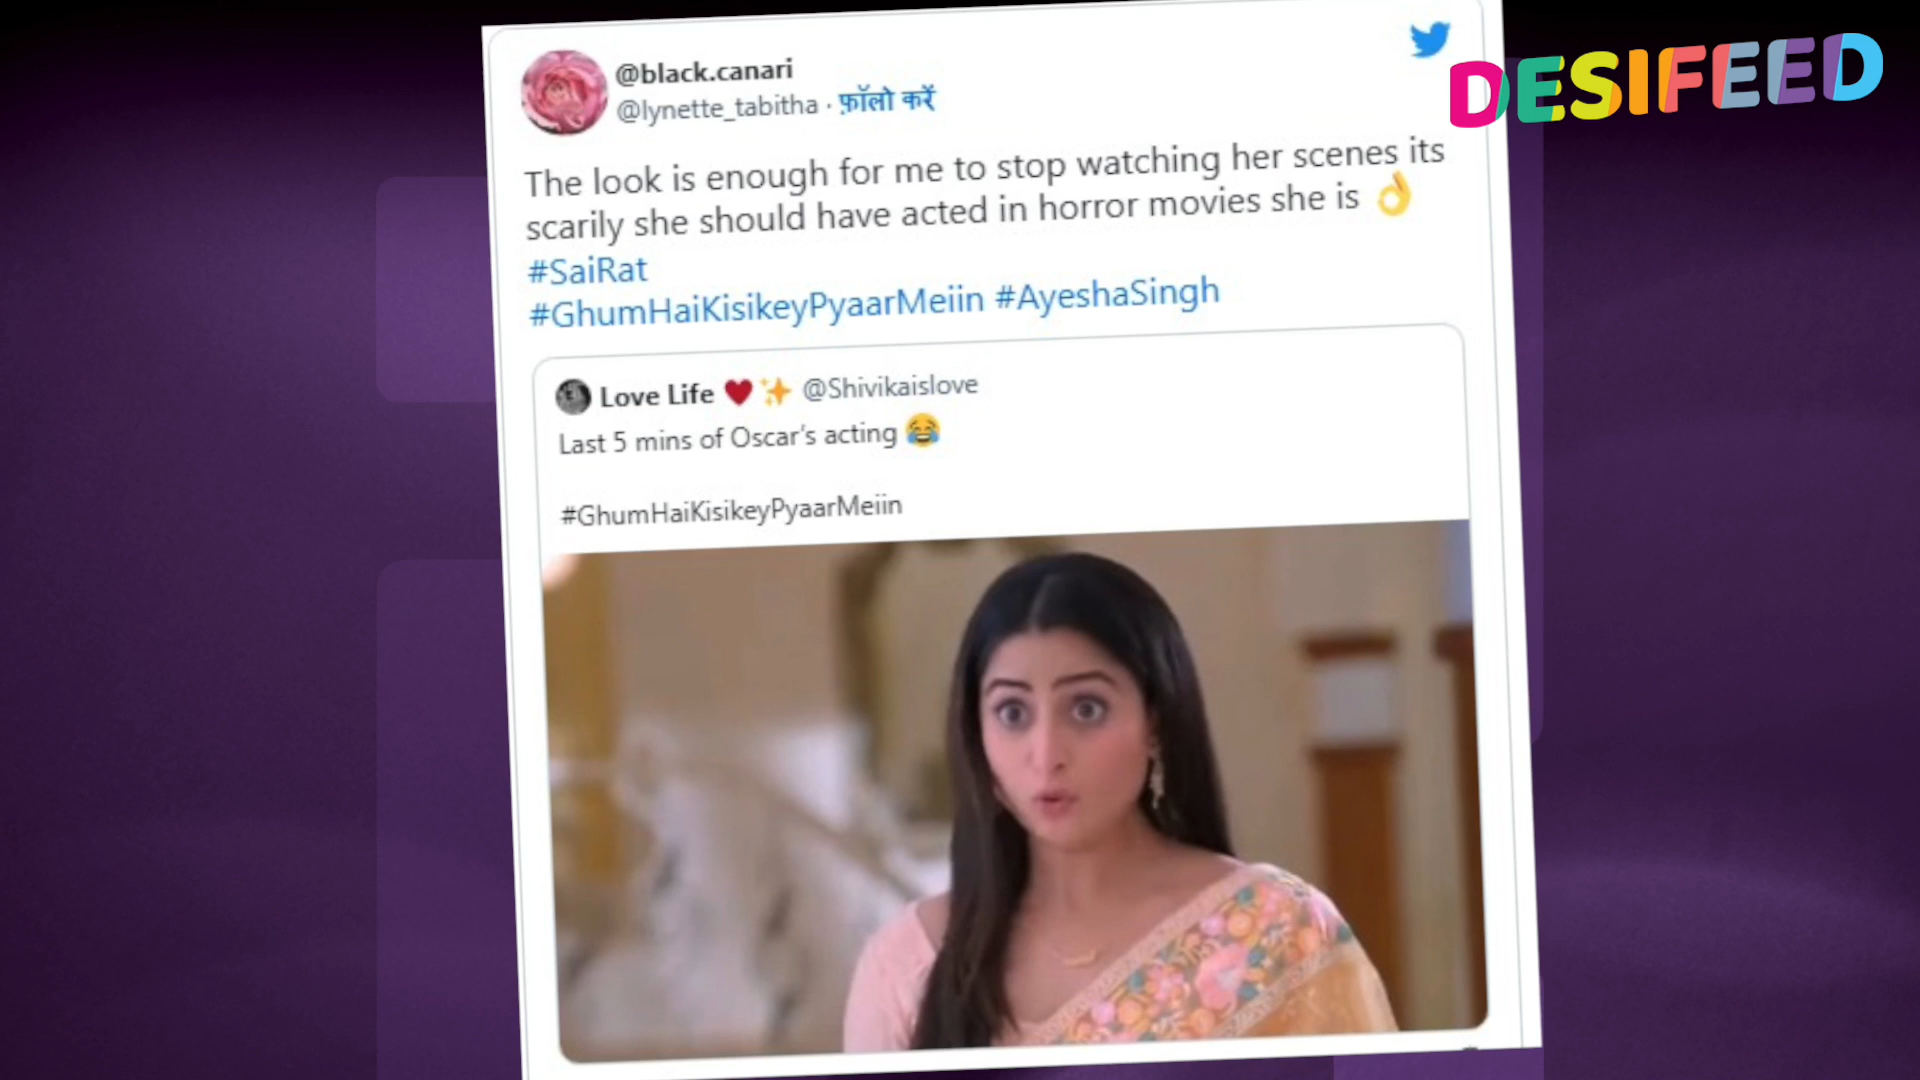 DESIFEED
@black.canari
@lynette_tabitha · फ़ॉलो करें
The look is enough for me to stop watching her scenes its
scarily she should have acted in horror movies she is 👌
#SaiRat
#GhumHaiKisikeyPyaarMeiin #AyeshaSingh
Love Life ♥️✨ @Shivikaislove
Last 5 mins of Oscar's acting 😂
#GhumHaiKisikeyPyaarMeiin